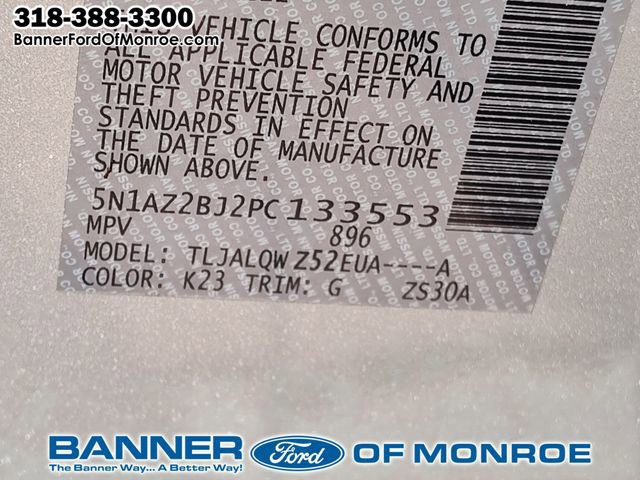 318-388-3300
BannerFordOfMonroe.com
VEHICLE CONFORMS TO
ALL APPLICABLE FEDERAL
MOTOR VEHICLE SAFETY AND
THEFT PREVENTION
STANDARDS IN EFFECT ON
THE DATE OF MANUFACTURE
SHOWN ABOVE.
5N1AZ2BJ2PC133553
MPV 896
MODEL: TLJALQW Z52EUA----A
COLOR: K23 TRIM: G ZS30A
BANNER Ford OF MONROE
The Banner Way... A Better Way!